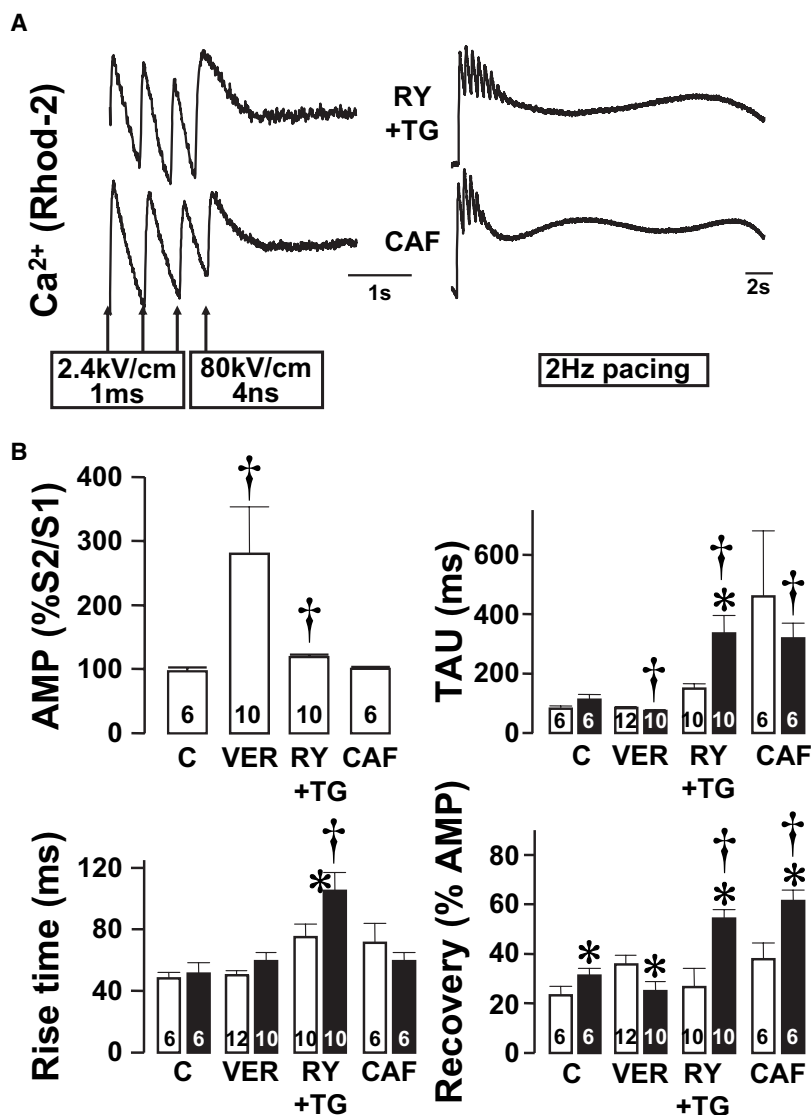 A
Ca²⁺ (Rhod-2)
RY
+TG
CAF
1s
2s
2.4kV/cm
1ms
80kV/cm
4ns
2Hz pacing
B
AMP (%S2/S1)
400
300
200
100
0
6
10
10
6
C VER RY CAF
+TG
†
†
TAU (ms)
600
400
200
0
6 6 12 10 10 10 6 6
C VER RY CAF
+TG
†
†
*
†
Rise time (ms)
120
80
40
0
6 6 12 10 10 10 6 6
C VER RY CAF
+TG
†
*
Recovery (% AMP)
80
60
40
20
0
6 6 12 10 10 10 6 6
C VER RY CAF
+TG
*
*
†
*
†
*